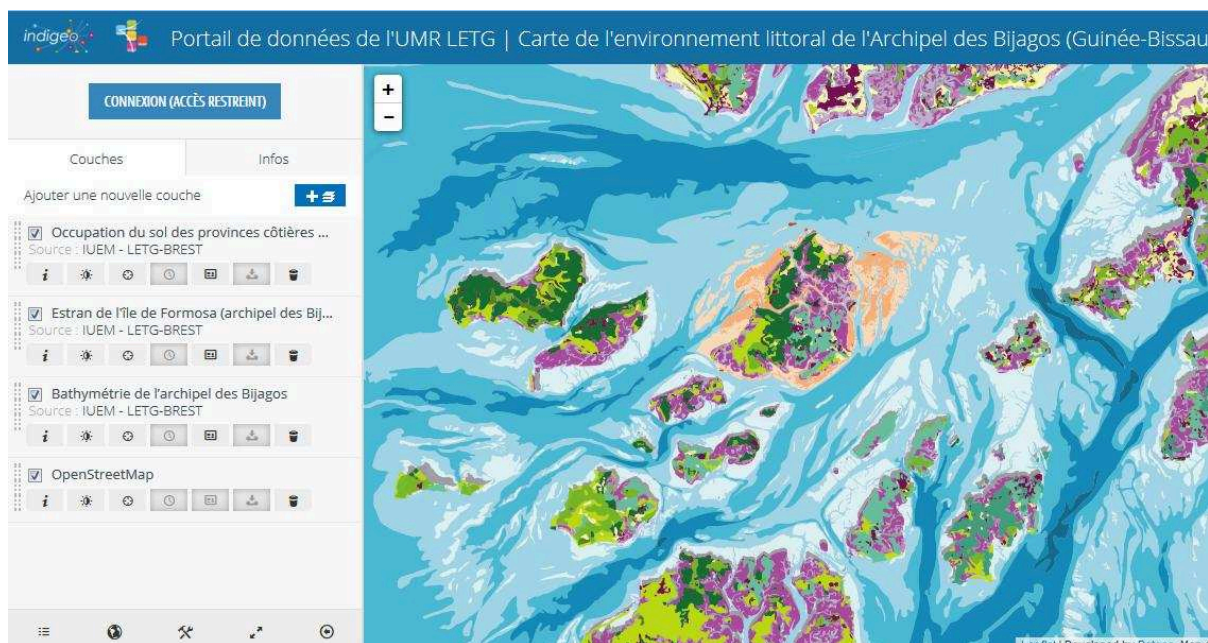 indigeo
Portail de données de l'UMR LETG | Carte de l'environnement littoral de l'Archipel des Bijagos (Guinée-Bissau
CONNEXION (ACCÈS RESTREINT)
+
−
Couches Infos
Ajouter une nouvelle couche
Occupation du sol des provinces côtières ...
Source : IUEM - LETG-BREST
Estran de l'île de Formosa (archipel des Bij...
Source : IUEM - LETG-BREST
Bathymétrie de l'archipel des Bijagos
Source : IUEM - LETG-BREST
OpenStreetMap